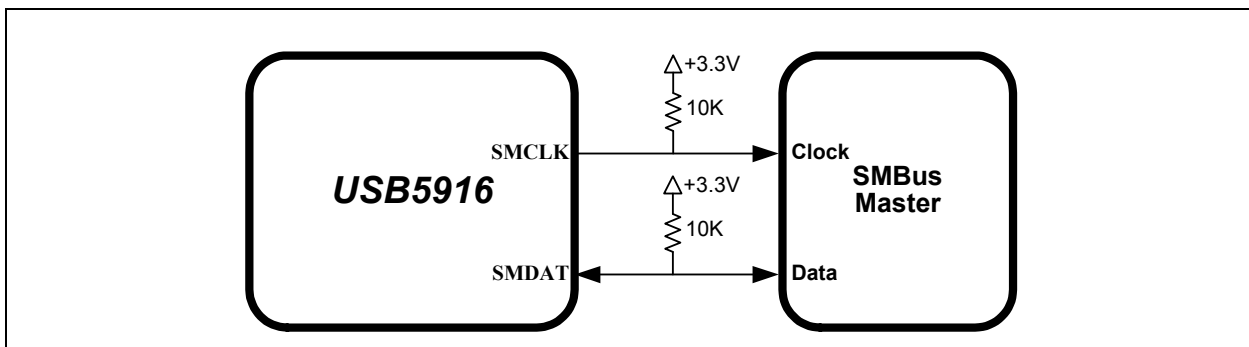 +3.3V
10K
SMCLK
Clock
USB5916
SMBus
Master
+3.3V
10K
SMDAT
Data